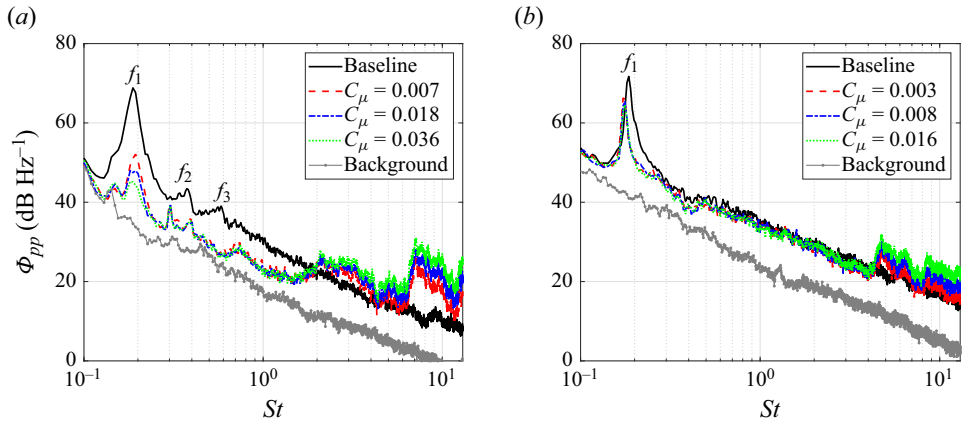 (a)
80
60
40
20
0
Φpp (dB Hz⁻¹)
f1
f2
f3
Baseline
Cμ = 0.007
Cμ = 0.018
Cμ = 0.036
Background
10⁻¹
10⁰
10¹
St
(b)
80
60
40
20
0
f1
Baseline
Cμ = 0.003
Cμ = 0.008
Cμ = 0.016
Background
10⁻¹
10⁰
10¹
St